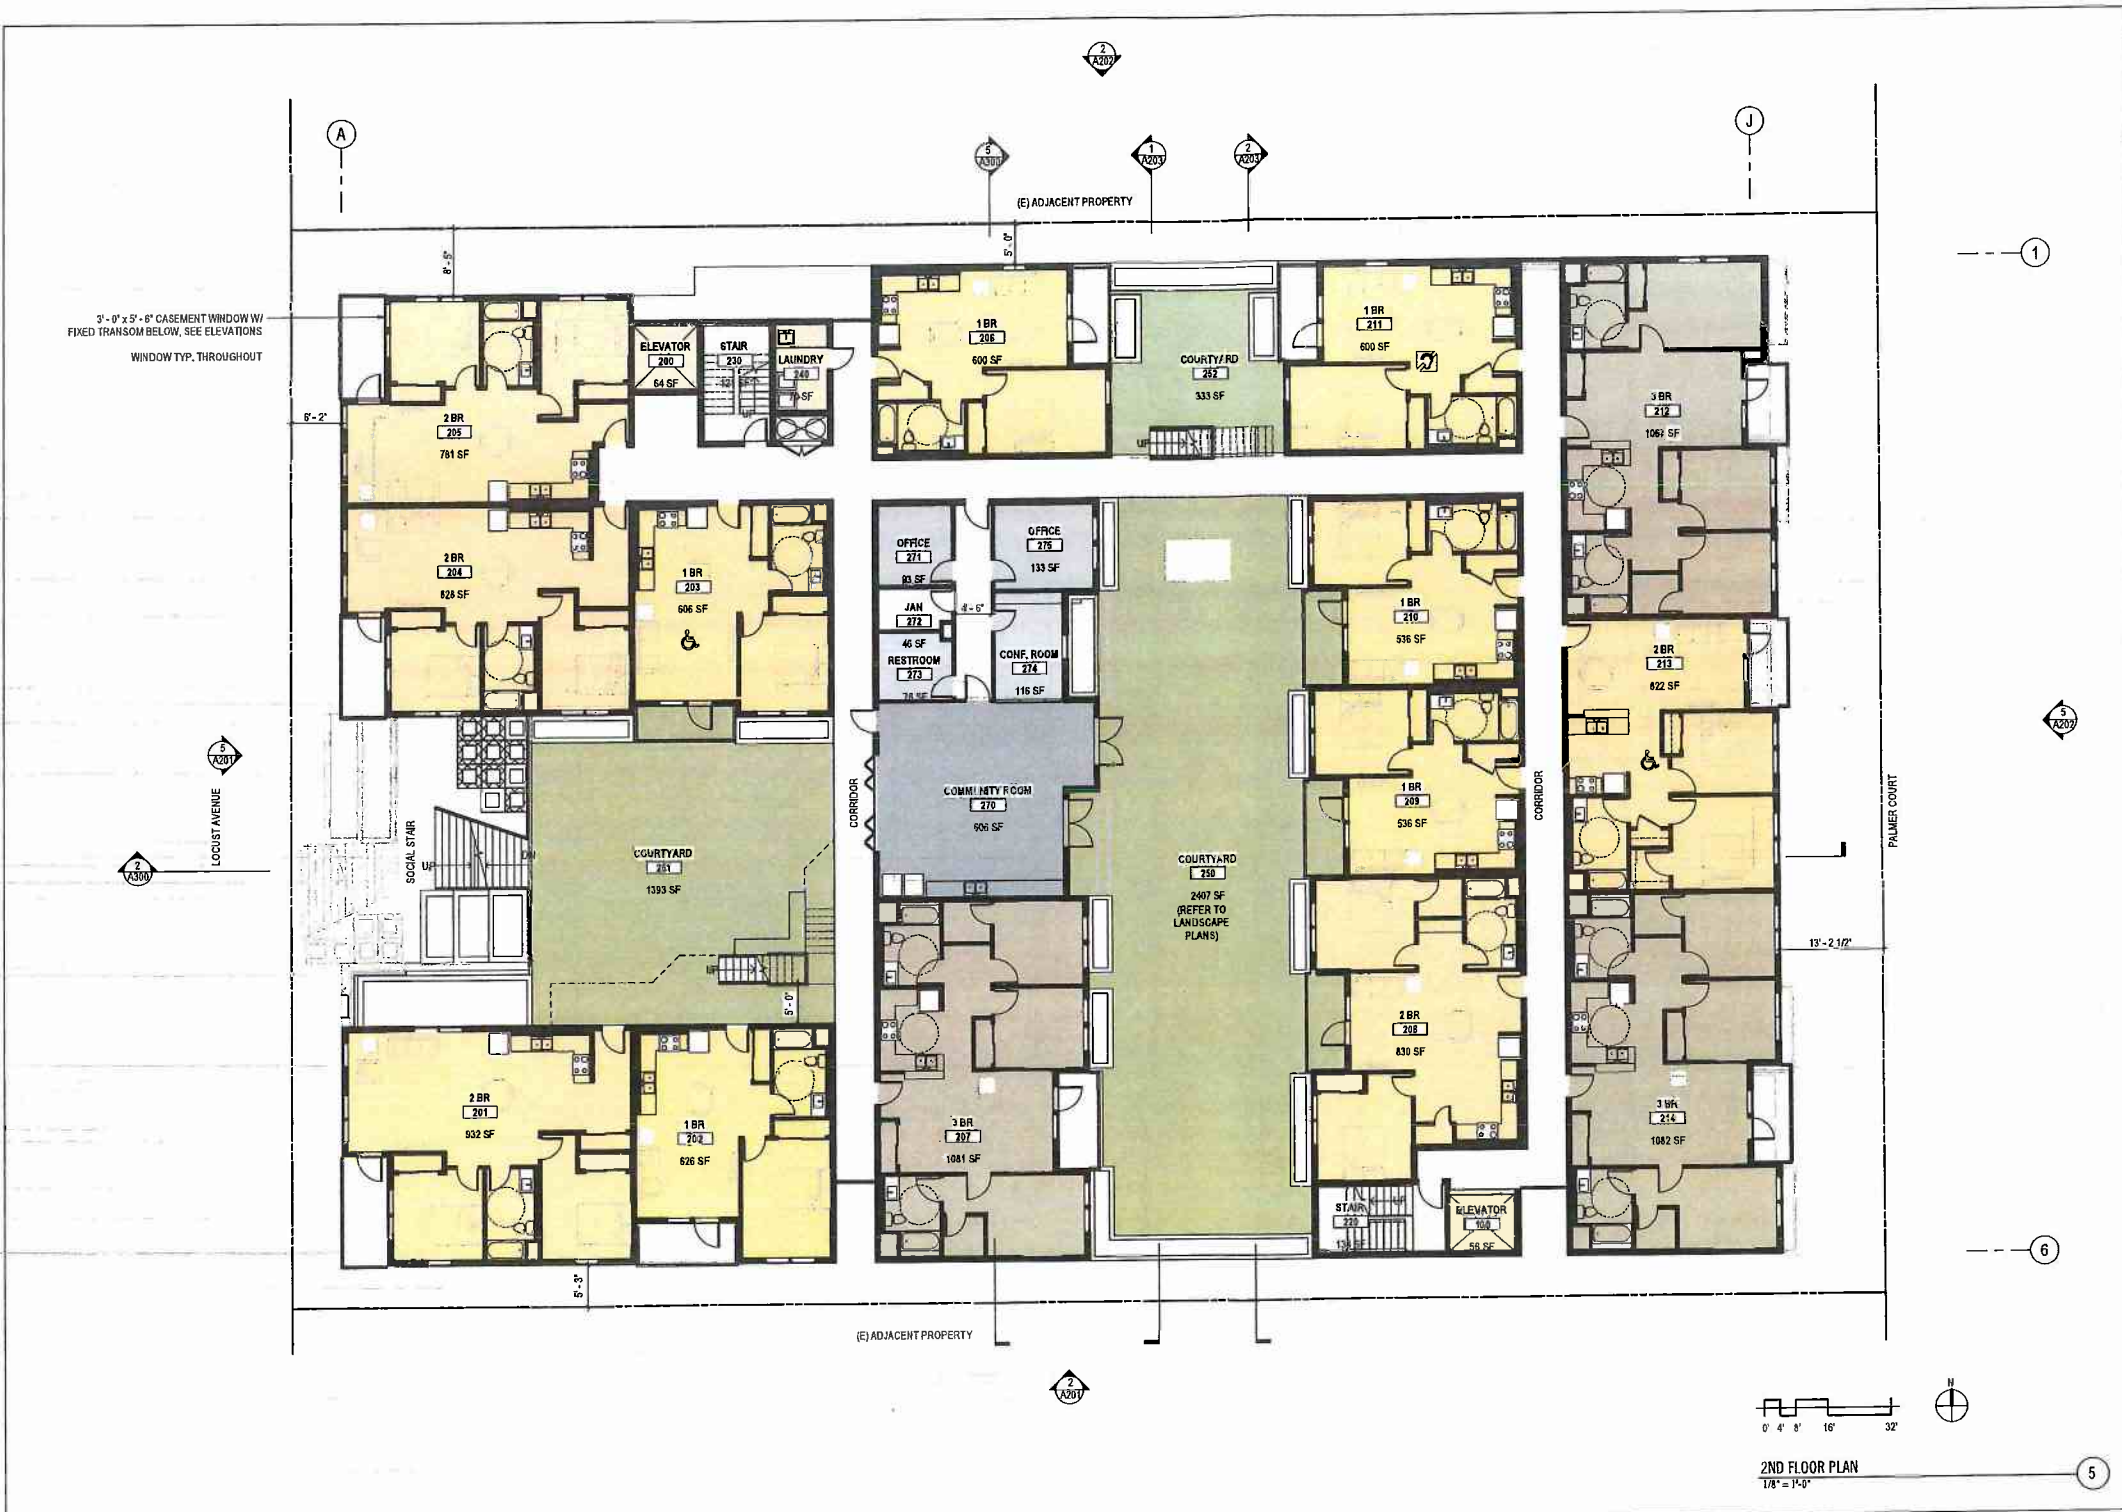 2
A202
A
J
5
A300
1
A203
2
A203
(E) ADJACENT PROPERTY
1
8' - 5"
5' - 0"
3' - 0" x 5' - 6" CASEMENT WINDOW W/
FIXED TRANSOM BELOW, SEE ELEVATIONS
WINDOW TYP. THROUGHOUT
6' - 2"
2 BR
205
781 SF
ELEVATOR
200
64 SF
STAIR
230
LAUNDRY
240
1 BR
206
600 SF
COURTYARD
252
333 SF
UP
1 BR
211
600 SF
3 BR
212
2 BR
204
828 SF
1 BR
203
606 SF
OFFICE
271
93 SF
OFFICE
275
133 SF
JAN
272
46 SF
4' - 6"
RESTROOM
273
CONF. ROOM
274
116 SF
1 BR
210
536 SF
2 BR
213
822 SF
5
A201
5
A202
LOCUST AVENUE
SOCIAL STAIR
UP
DN
CORRIDOR
COMMUNITY ROOM
270
606 SF
1 BR
209
536 SF
CORRIDOR
PALMER COURT
2
A300
COURTYARD
251
1393 SF
COURTYARD
250
2407 SF
(REFER TO
LANDSCAPE
PLANS)
13' - 2 1/2"
UP
5' - 0"
2 BR
208
830 SF
2 BR
201
932 SF
1 BR
202
626 SF
3 BR
207
1081 SF
3 BR
214
1082 SF
STAIR
220
UP
ELEVATOR
100
56 SF
6
5' - 3"
(E) ADJACENT PROPERTY
2
A201
N
0' 4' 8' 16' 32'
2ND FLOOR PLAN
1/8" = 1'-0"
5